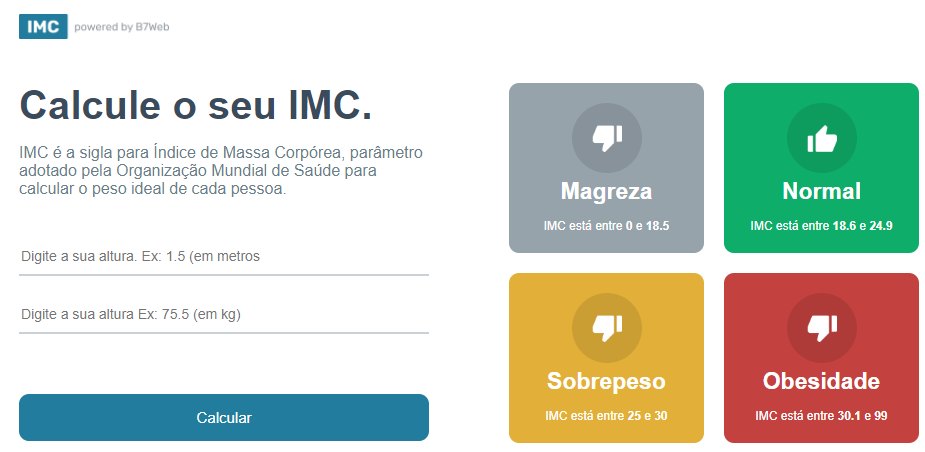 IMC powered by B7Web
Calcule o seu IMC.
IMC é a sigla para Índice de Massa Corpórea, parâmetro
adotado pela Organização Mundial de Saúde para
calcular o peso ideal de cada pessoa.
Digite a sua altura. Ex: 1.5 (em metros
Digite a sua altura Ex: 75.5 (em kg)
Calcular
Magreza
IMC está entre 0 e 18.5
Normal
IMC está entre 18.6 e 24.9
Sobrepeso
IMC está entre 25 e 30
Obesidade
IMC está entre 30.1 e 99